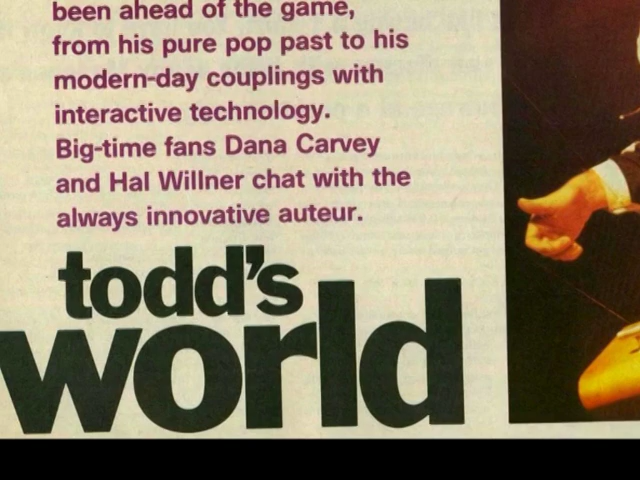 been ahead of the game,
from his pure pop past to his
modern-day couplings with
interactive technology.
Big-time fans Dana Carvey
and Hal Willner chat with the
always innovative auteur.
todd's
world